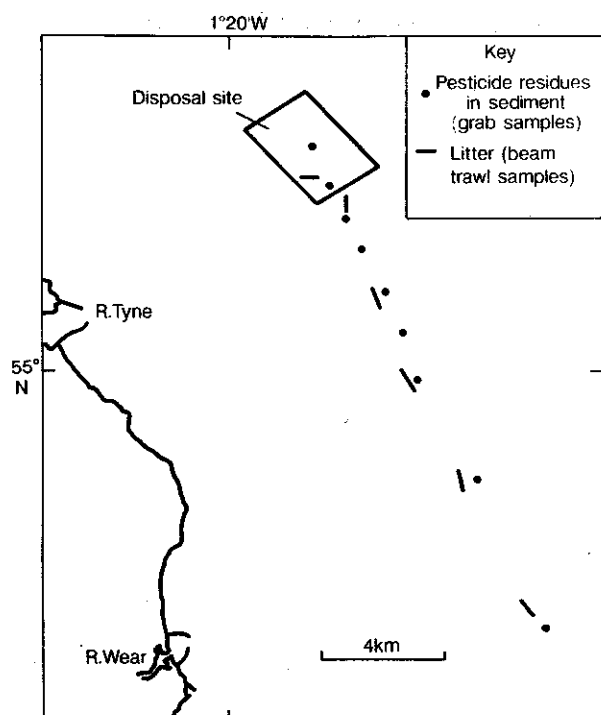 1°20'W
Key
Pesticide residues
in sediment
(grab samples)
Litter (beam
trawl samples)
Disposal site
R.Tyne
55°
N
R.Wear
4km